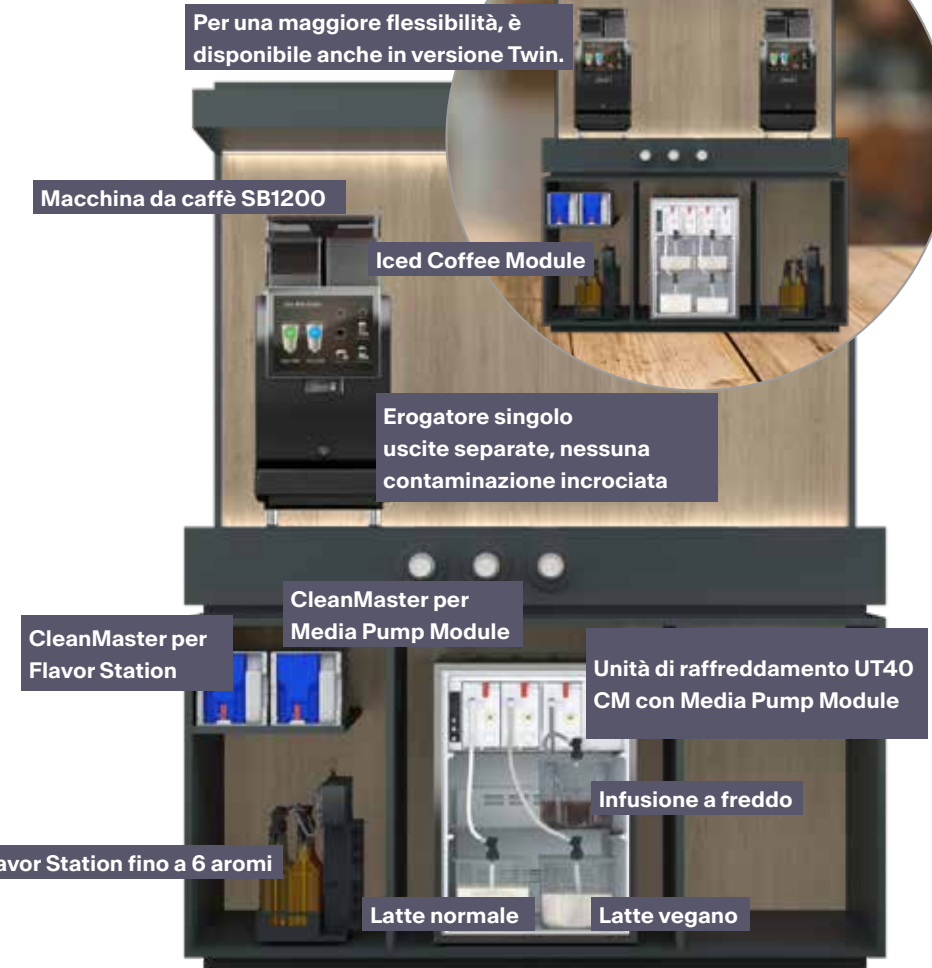 Per una maggiore flessibilità, è
disponibile anche in versione Twin.
Macchina da caffè SB1200
Iced Coffee Module
Erogatore singolo
uscite separate, nessuna
contaminazione incrociata
CleanMaster per
Media Pump Module
CleanMaster per
Flavor Station
Unità di raffreddamento UT40
CM con Media Pump Module
Infusione a freddo
avor Station fino a 6 aromi
Latte normale
Latte vegano